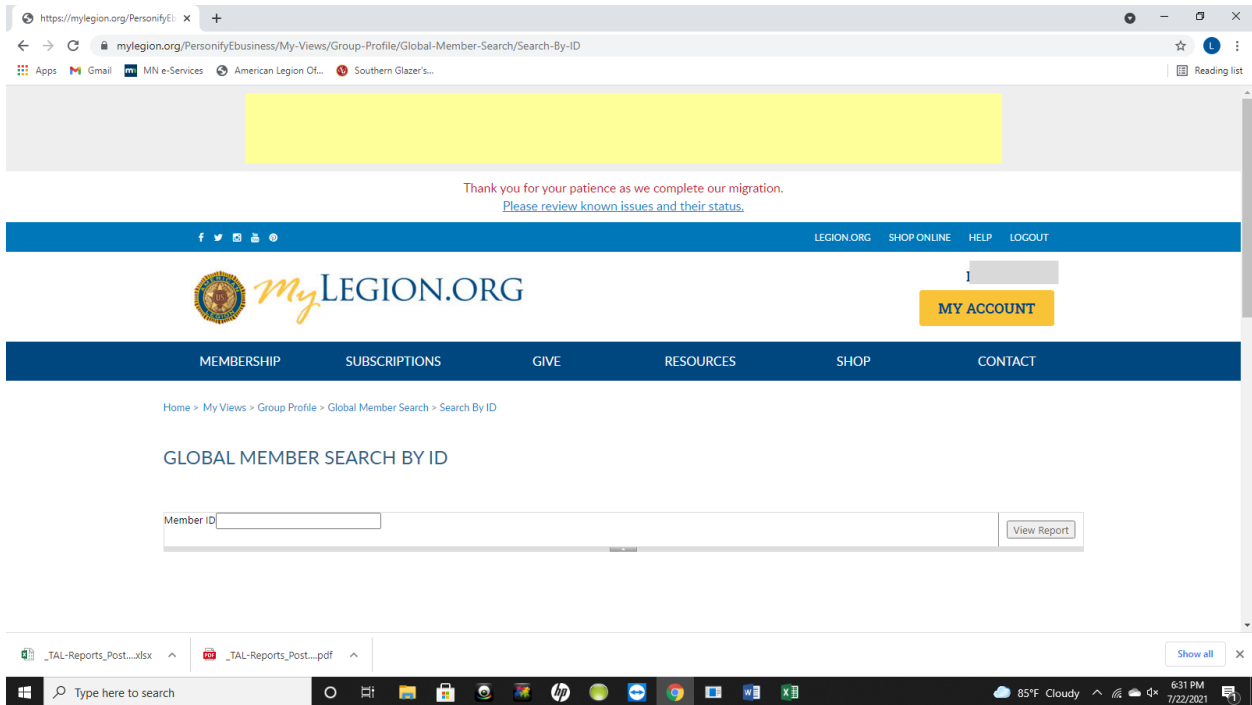 https://mylegion.org/PersonifyEb
mylegion.org/PersonifyEbusiness/My-Views/Group-Profile/Global-Member-Search/Search-By-ID
L
Apps Gmail MN e-Services American Legion Of... Southern Glazer's... Reading list
Thank you for your patience as we complete our migration.
Please review known issues and their status.
LEGION.ORG SHOP ONLINE HELP LOGOUT
MyLEGION.ORG
MY ACCOUNT
MEMBERSHIP SUBSCRIPTIONS GIVE RESOURCES SHOP CONTACT
Home > My Views > Group Profile > Global Member Search > Search By ID
GLOBAL MEMBER SEARCH BY ID
Member ID
View Report
_TAL-Reports_Post....xlsx _TAL-Reports_Post....pdf Show all
Type here to search 85°F Cloudy 6:31 PM
7/22/2021